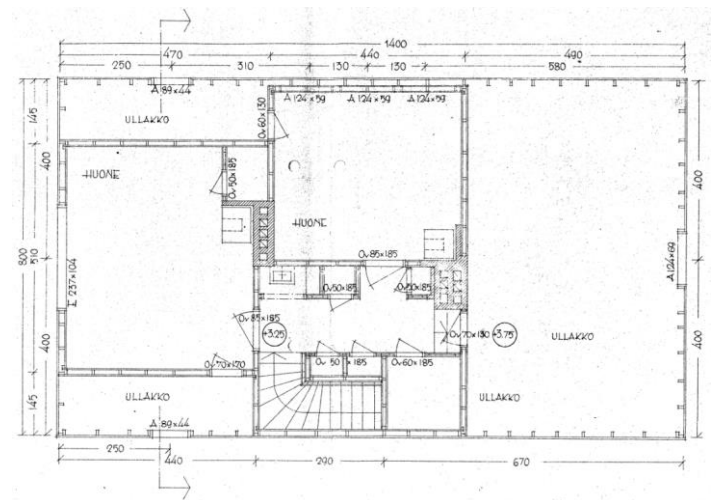 1400
470
440
490
250
310
130
130
580
A 89×44
A 124×59
A 124×59
A 124×59
145
ULLAKKO
Ov 60×130
400
HUONE
Ov 50×185
400
400
HUONE
800
510
Ov 85×185
A 124×69
I 237×104
Ov 50×185
Ov 50×185
Ov 85×185
+3.25
Ov 70×130
+3.75
ULLAKKO
400
400
Ov 70×120
Ov 50
×185
Ov 60×185
145
ULLAKKO
ULLAKKO
A 89×44
250
440
290
670